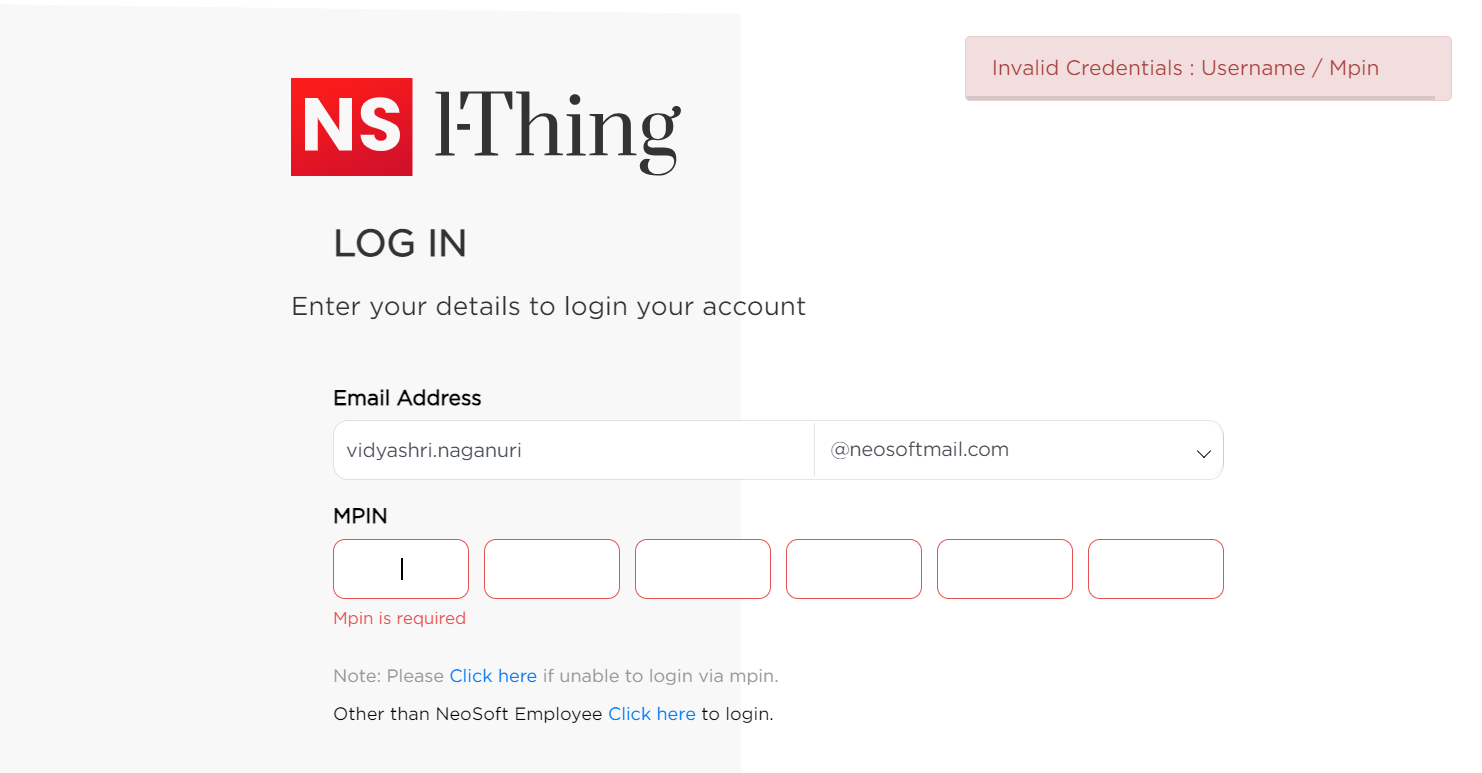 Invalid Credentials : Username / Mpin
NS I-Thing
LOG IN
Enter your details to login your account
Email Address
vidyashri.naganuri @neosoftmail.com
MPIN
Mpin is required
Note: Please Click here if unable to login via mpin.
Other than NeoSoft Employee Click here to login.